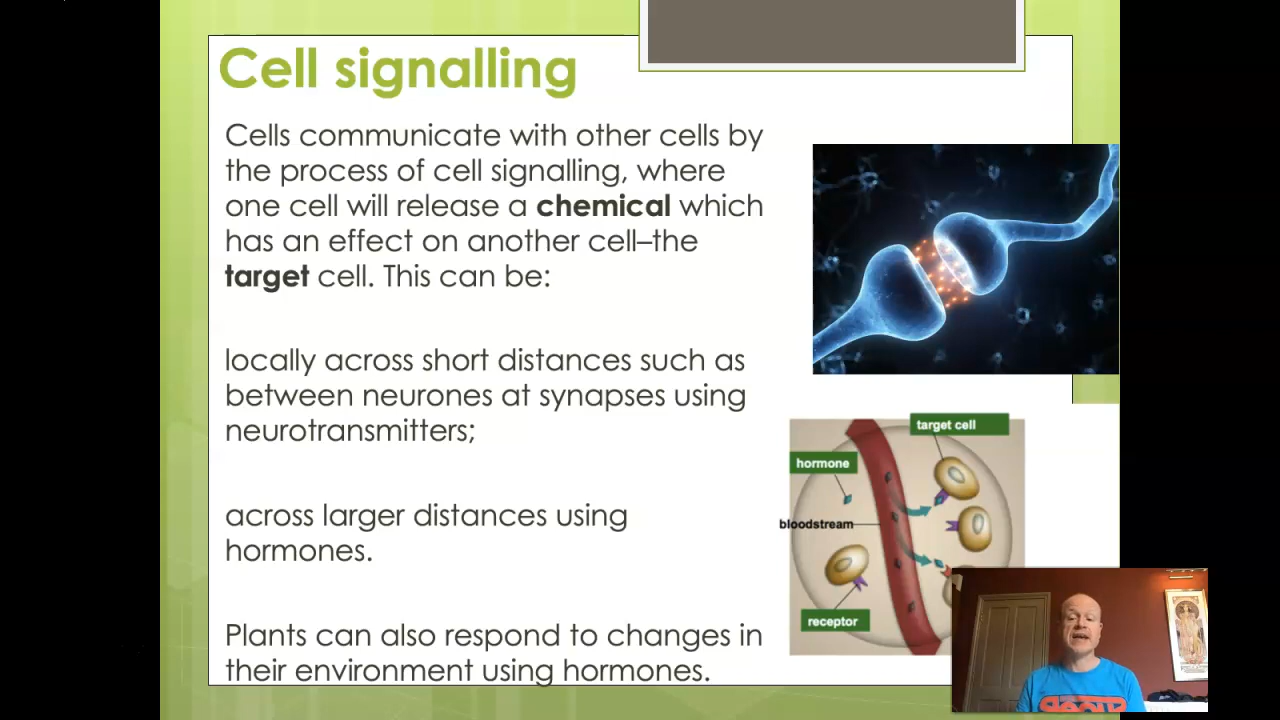 Cell signalling
Cells communicate with other cells by
the process of cell signalling, where
one cell will release a chemical which
has an effect on another cell–the
target cell. This can be:
locally across short distances such as
between neurones at synapses using
neurotransmitters;
across larger distances using
hormones.
Plants can also respond to changes in
their environment using hormones.
target cell
hormone
bloodstream
receptor